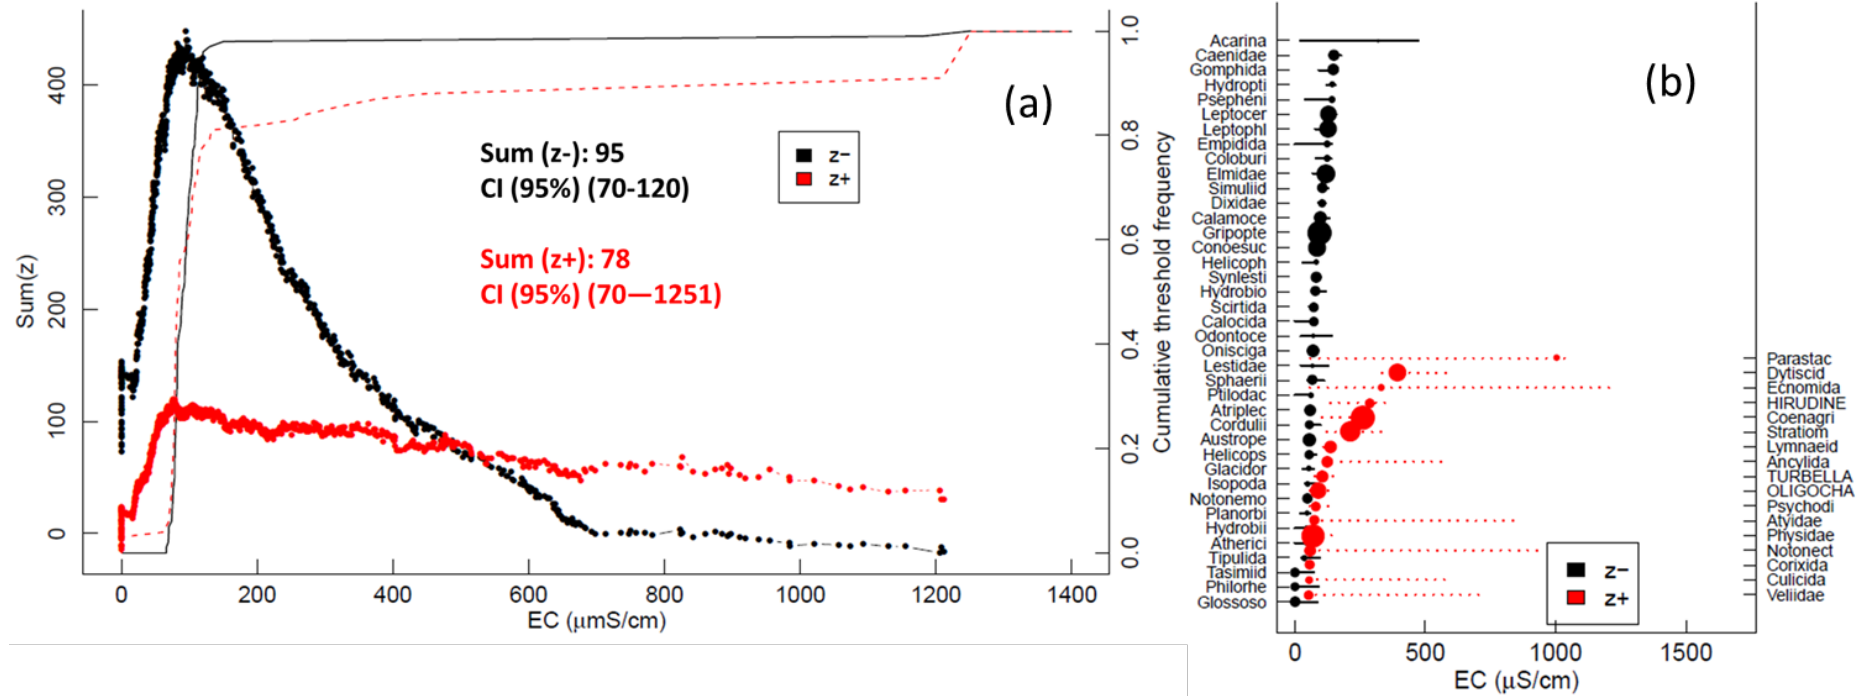 (a)
Sum (z-): 95
CI (95%) (70-120)
Sum (z+): 78
CI (95%) (70—1251)
z−
z+
Sum(z)
0
100
200
300
400
Cumulative threshold frequency
0.0
0.2
0.4
0.6
0.8
1.0
0 200 400 600 800 1000 1200 1400
EC (µmS/cm)
(b)
Acarina
Caenidae
Gomphida
Hydropti
Psepheni
Leptocer
Leptophl
Empidida
Coloburi
Elmidae
Simuliid
Dixidae
Calamoce
Gripopte
Conoesuc
Helicoph
Synlesti
Hydrobio
Scirtida
Calocida
Odontoce
Onisciga
Lestidae
Sphaerii
Ptilodac
Atriplec
Cordulii
Austrope
Helicops
Glacidor
Isopoda
Notonemo
Planorbi
Hydrobii
Atherici
Tipulida
Tasimiid
Philorhe
Glossoso
Parastac
Dytiscid
Ecnomida
HIRUDINE
Coenagri
Stratiom
Lymnaeid
Ancylida
TURBELLA
OLIGOCHA
Psychodi
Atyidae
Physidae
Notonect
Corixida
Culicida
Veliidae
z−
z+
0 500 1000 1500
EC (µS/cm)